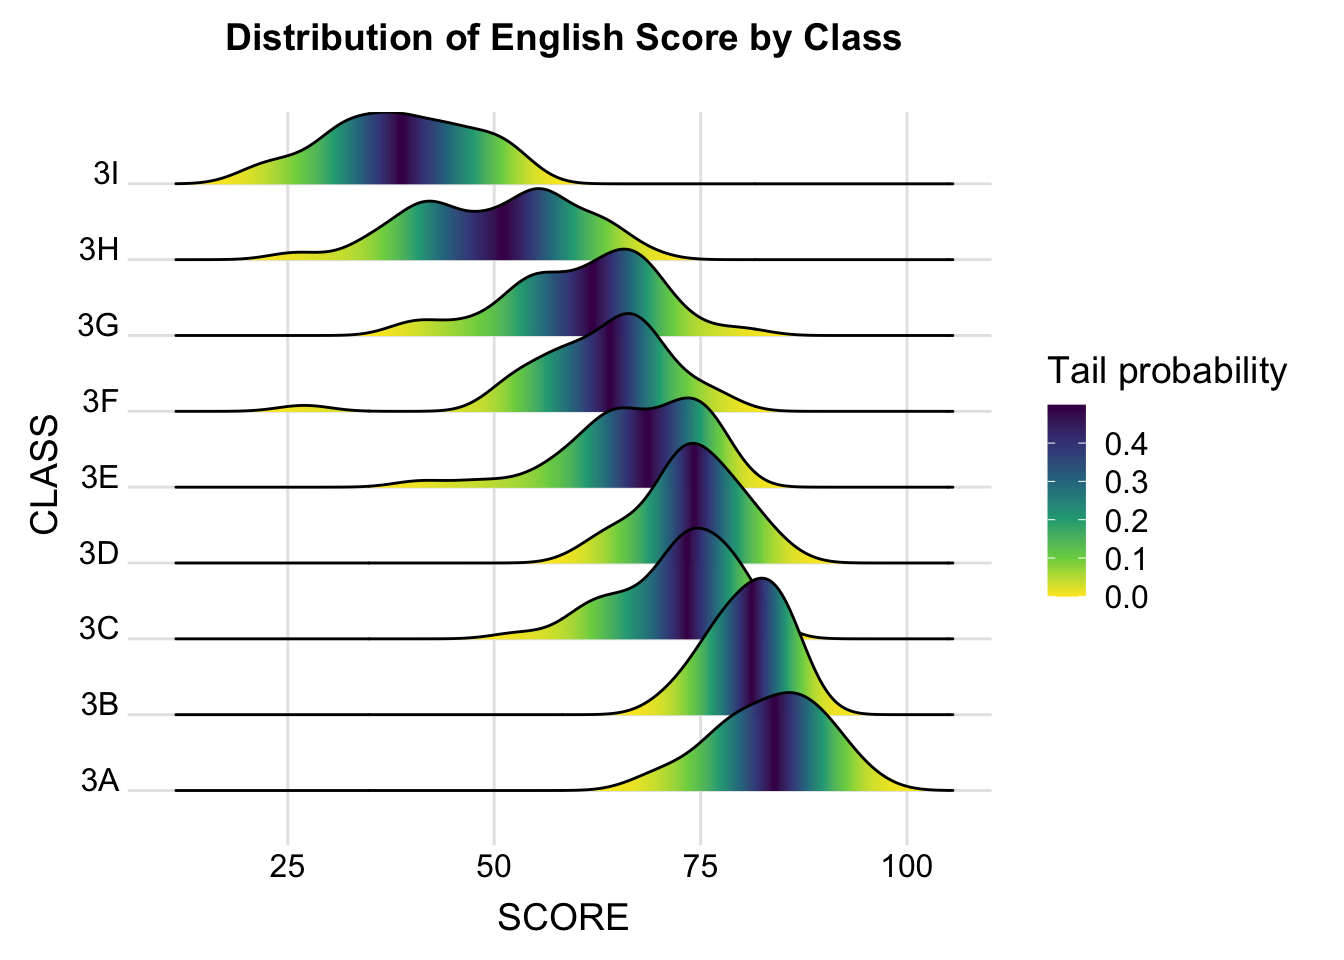 Distribution of English Score by Class
3I
3H
3G
3F
3E
3D
3C
3B
3A
CLASS
25 50 75 100
SCORE
Tail probability
0.4
0.3
0.2
0.1
0.0